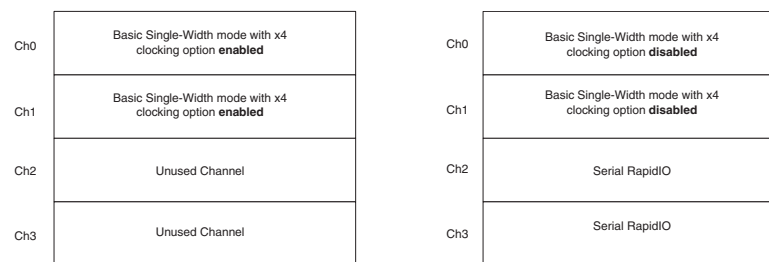 Ch0
Basic Single-Width mode with x4
clocking option enabled
Ch1
Basic Single-Width mode with x4
clocking option enabled
Ch2
Unused Channel
Ch3
Unused Channel
Ch0
Basic Single-Width mode with x4
clocking option disabled
Ch1
Basic Single-Width mode with x4
clocking option disabled
Ch2
Serial RapidIO
Ch3
Serial RapidIO